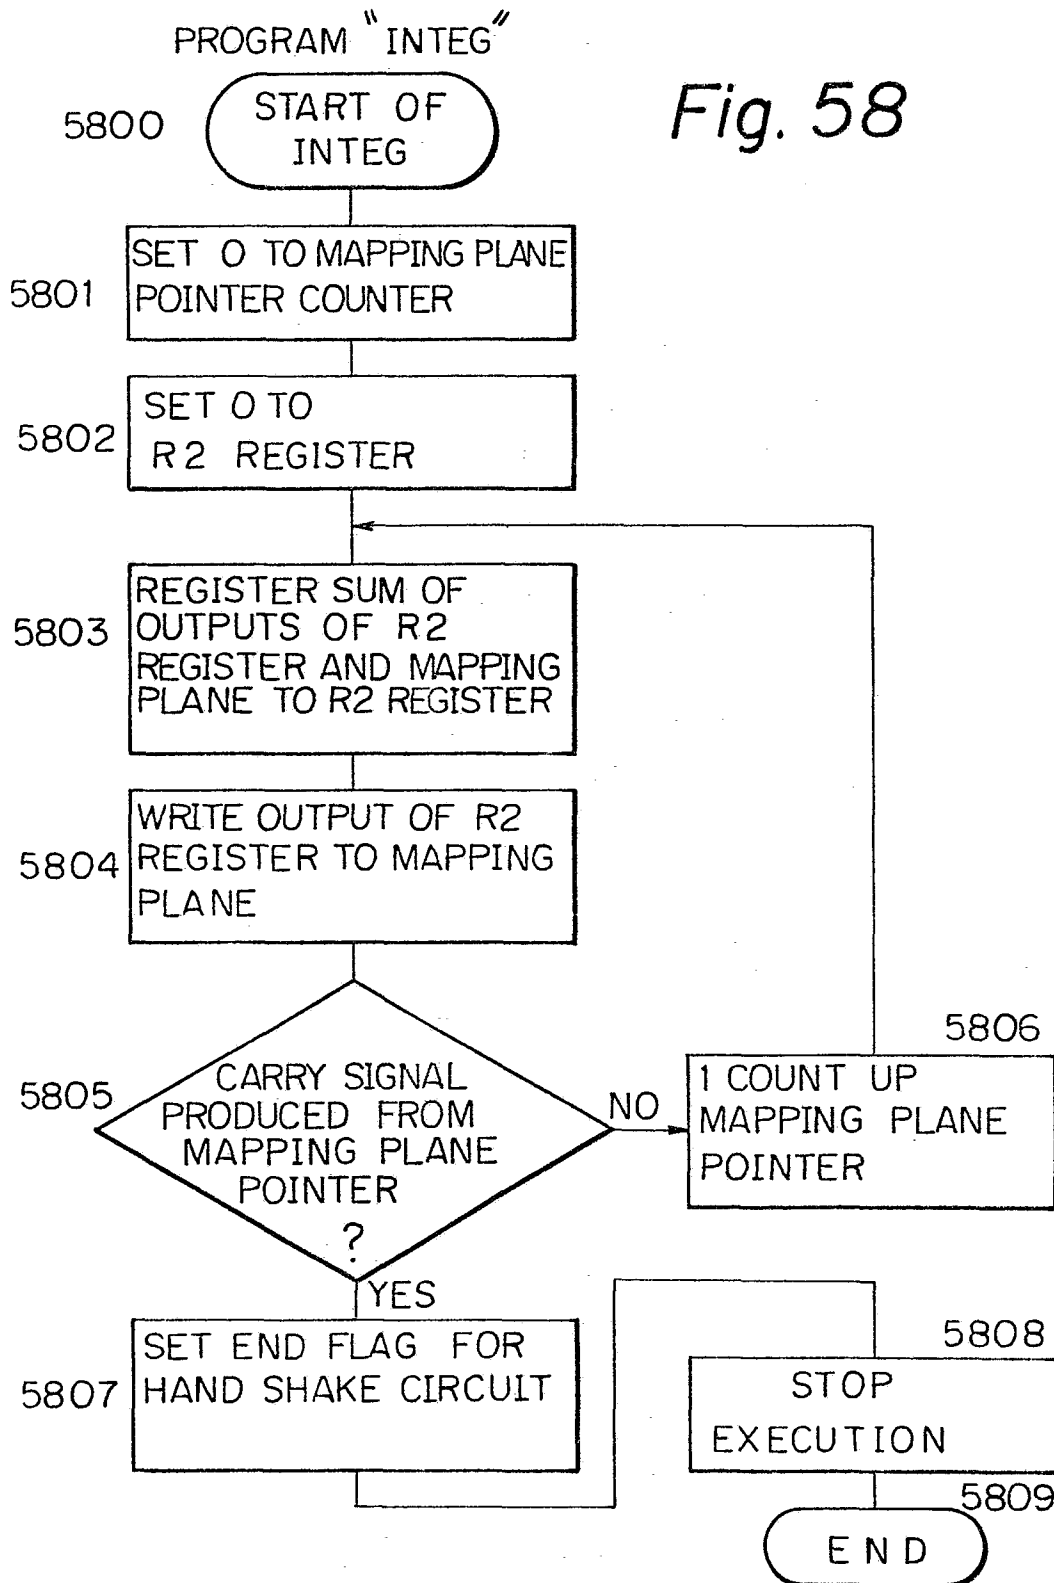 PROGRAM "INTEG"
Fig. 58
5800
START OF
INTEG
5801
SET 0 TO MAPPING PLANE
POINTER COUNTER
5802
SET 0 TO
R2 REGISTER
5803
REGISTER SUM OF
OUTPUTS OF R2
REGISTER AND MAPPING
PLANE TO R2 REGISTER
5804
WRITE OUTPUT OF R2
REGISTER TO MAPPING
PLANE
5805
CARRY SIGNAL
PRODUCED FROM
MAPPING PLANE
POINTER
?
NO
5806
1 COUNT UP
MAPPING PLANE
POINTER
YES
5807
SET END FLAG FOR
HAND SHAKE CIRCUIT
5808
STOP
EXECUTION
5809
END